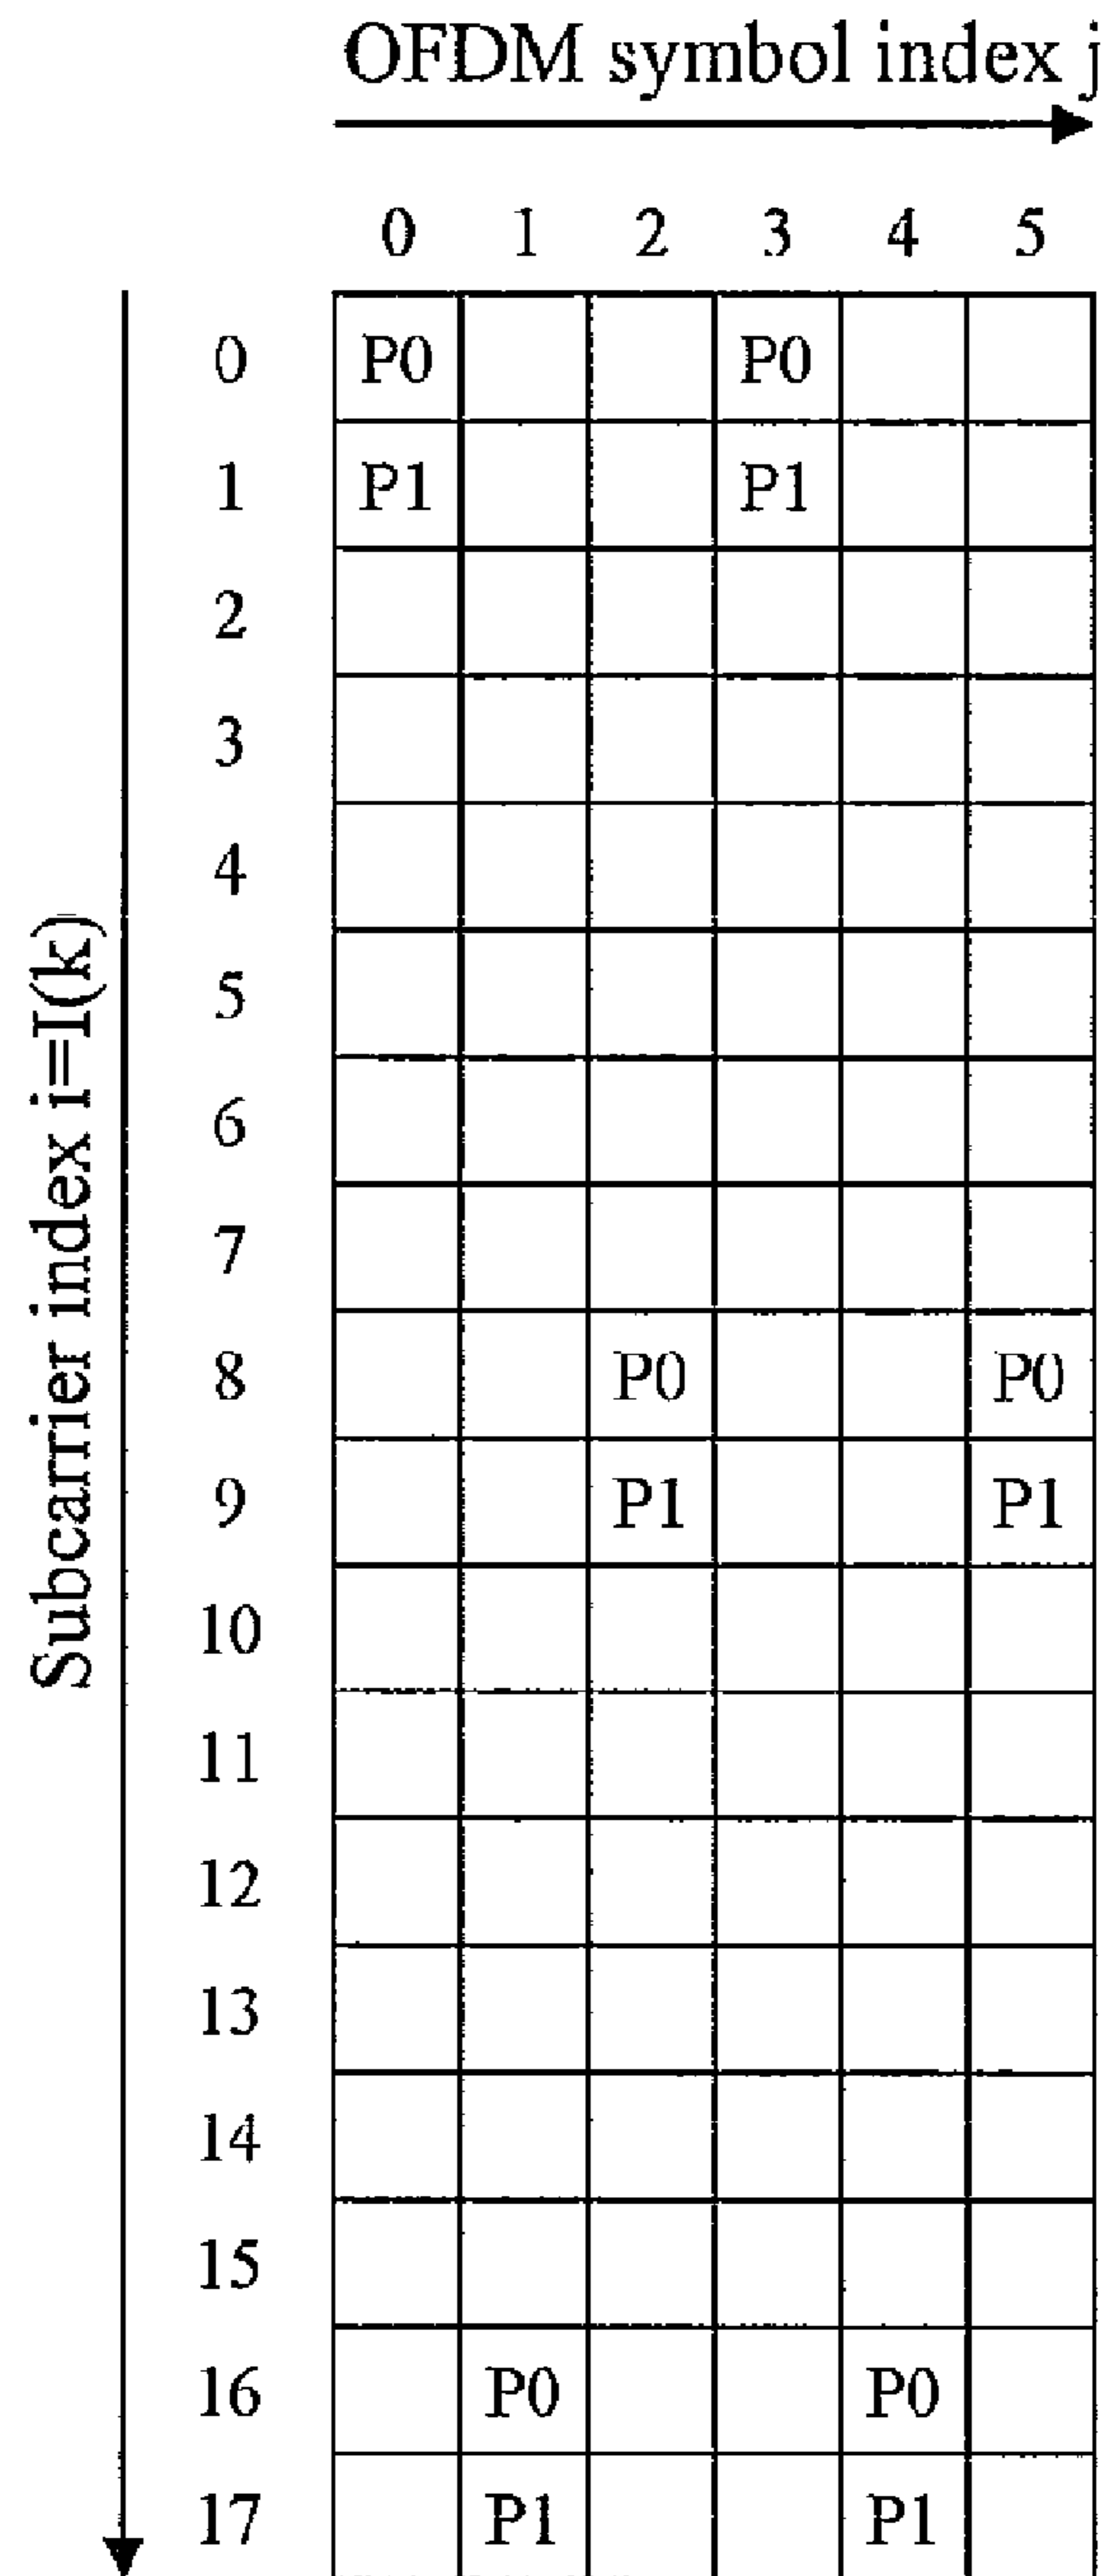 OFDM symbol index j
0 1 2 3 4 5
Subcarrier index i=I(k)
0 P0 P0
1 P1 P1
2
3
4
5
6
7
8 P0 P0
9 P1 P1
10
11
12
13
14
15
16 P0 P0
17 P1 P1